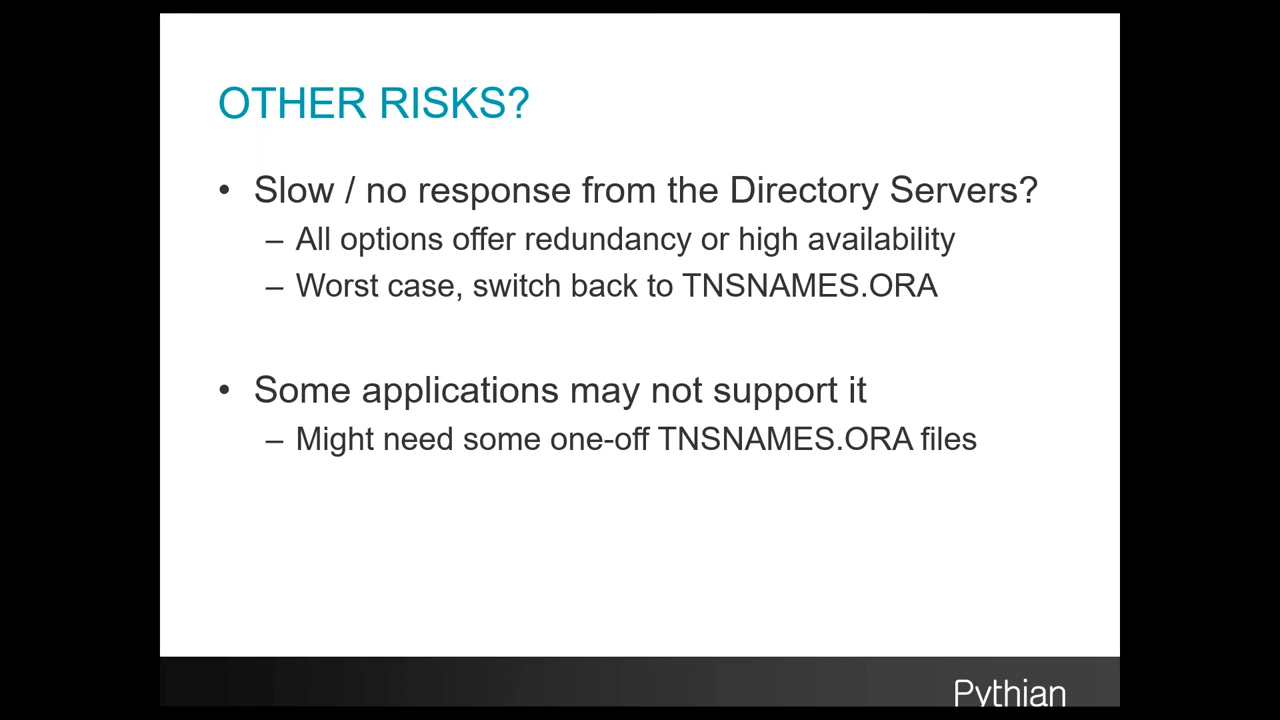 OTHER RISKS?
• Slow / no response from the Directory Servers?
– All options offer redundancy or high availability
– Worst case, switch back to TNSNAMES.ORA
• Some applications may not support it
– Might need some one-off TNSNAMES.ORA files
Pythian